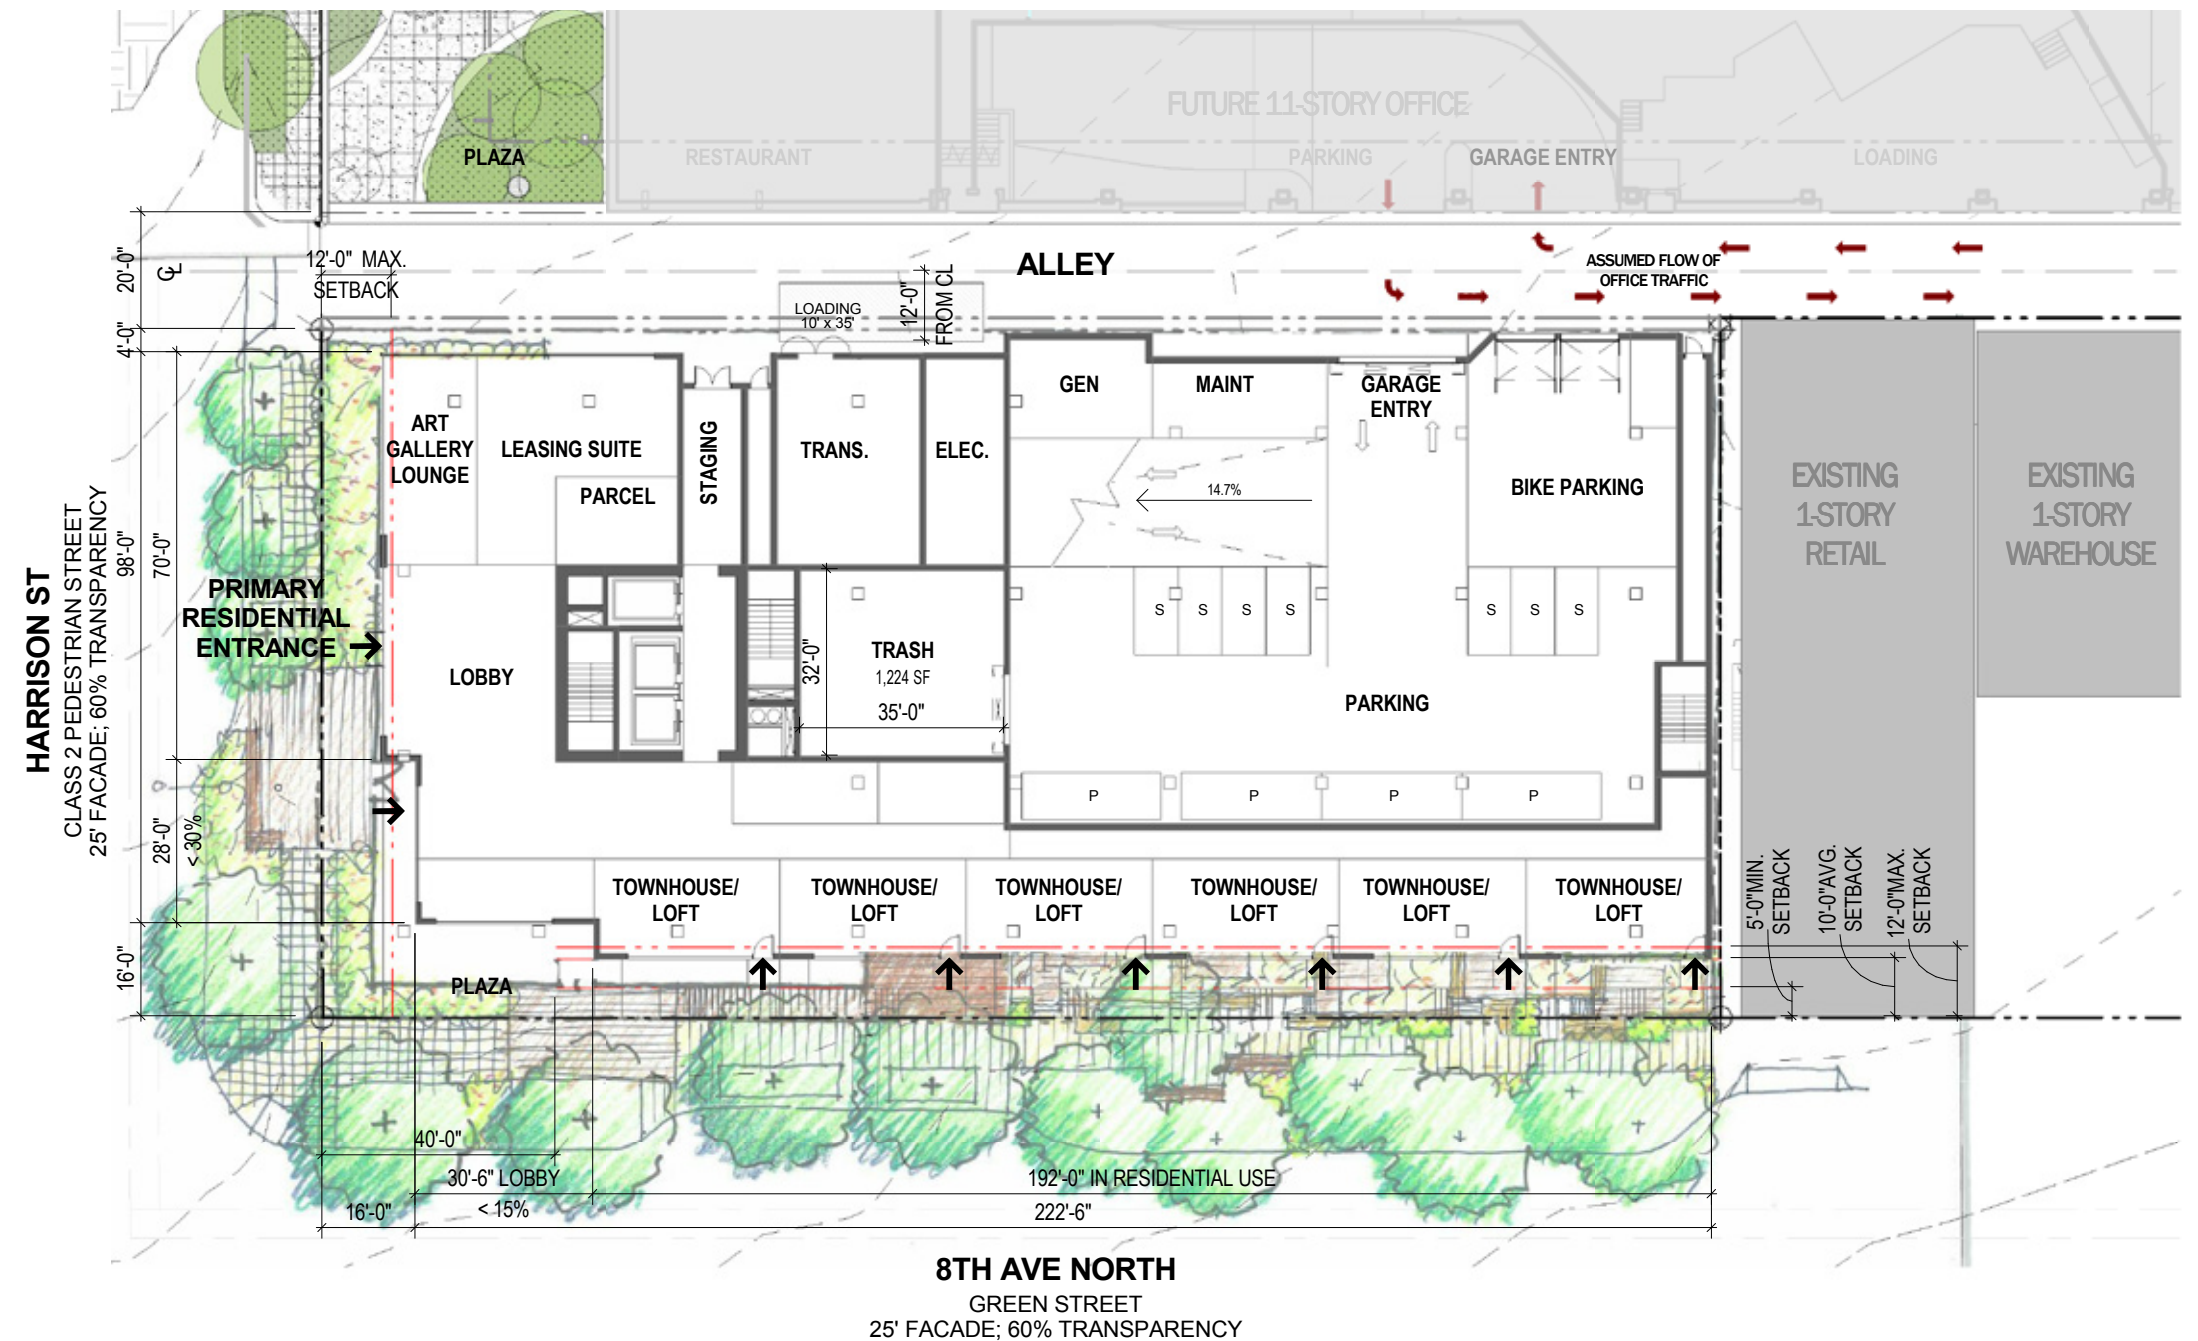 FUTURE 11-STORY OFFICE
PLAZA
RESTAURANT
PARKING
GARAGE ENTRY
LOADING
20'-0"
CL
12'-0" MAX.
SETBACK
ALLEY
12'-0"
FROM CL
LOADING
10' x 35'
ASSUMED FLOW OF
OFFICE TRAFFIC
4'-0"
ART
GALLERY
LOUNGE
LEASING SUITE
PARCEL
STAGING
TRANS.
ELEC.
GEN
MAINT
GARAGE
ENTRY
14.7%
BIKE PARKING
EXISTING
1-STORY
RETAIL
EXISTING
1-STORY
WAREHOUSE
HARRISON ST
CLASS 2 PEDESTRIAN STREET
25' FACADE; 60% TRANSPARENCY
98'-0"
70'-0"
PRIMARY
RESIDENTIAL
ENTRANCE
LOBBY
32'-0"
TRASH
1,224 SF
35'-0"
S
S
S
S
S
S
S
PARKING
P
P
P
P
28'-0"
< 30%
16'-0"
TOWNHOUSE/
LOFT
TOWNHOUSE/
LOFT
TOWNHOUSE/
LOFT
TOWNHOUSE/
LOFT
TOWNHOUSE/
LOFT
TOWNHOUSE/
LOFT
5'-0"MIN.
SETBACK
10'-0"AVG.
SETBACK
12'-0"MAX.
SETBACK
PLAZA
40'-0"
30'-6" LOBBY
< 15%
192'-0" IN RESIDENTIAL USE
16'-0"
222'-6"
8TH AVE NORTH
GREEN STREET
25' FACADE; 60% TRANSPARENCY